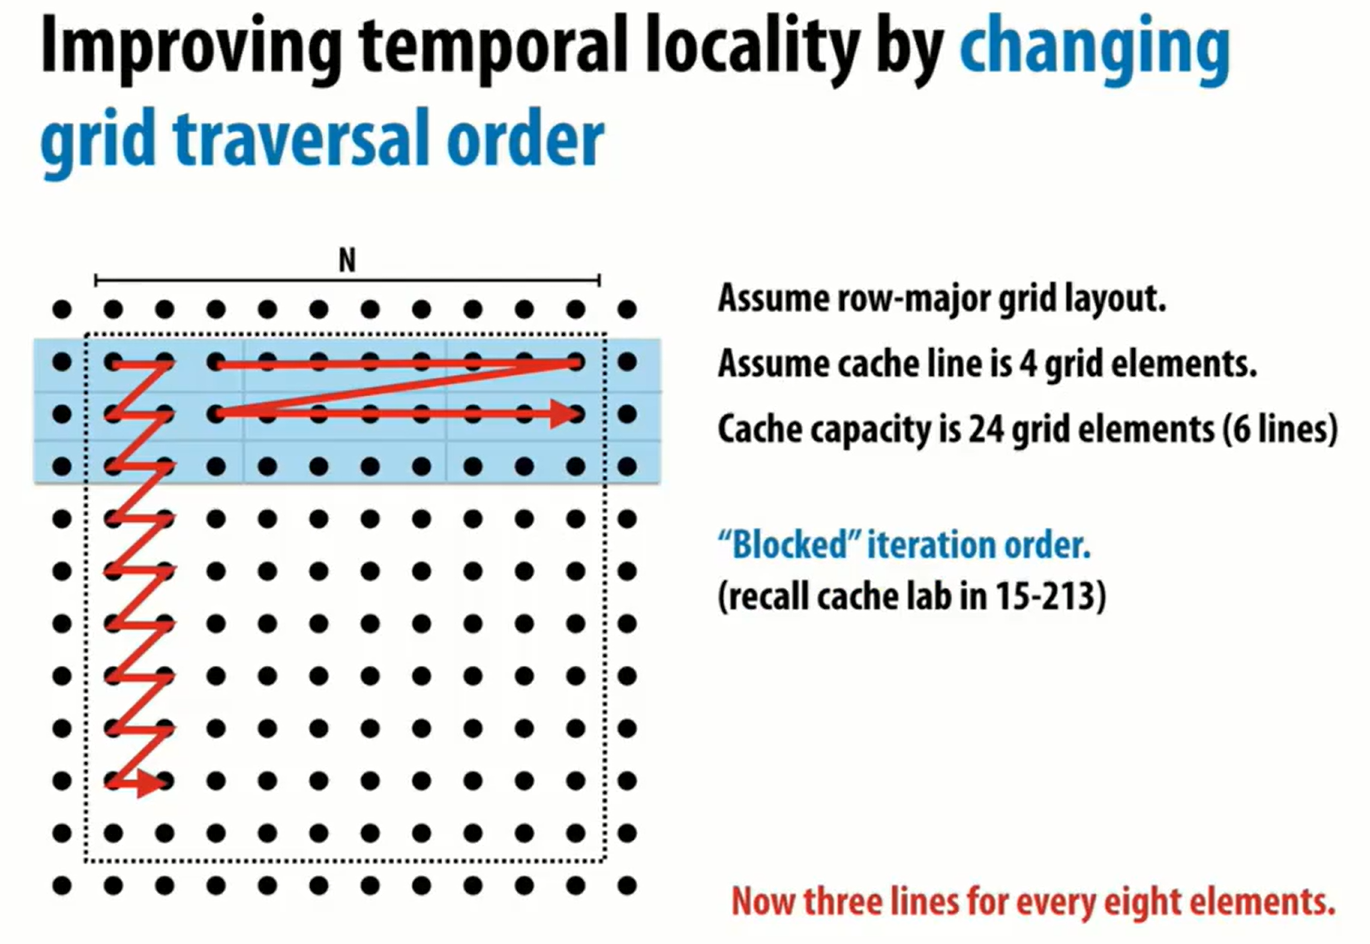 Improving temporal locality by changing
grid traversal order
N
Assume row-major grid layout.
Assume cache line is 4 grid elements.
Cache capacity is 24 grid elements (6 lines)
“Blocked” iteration order.
(recall cache lab in 15-213)
Now three lines for every eight elements.